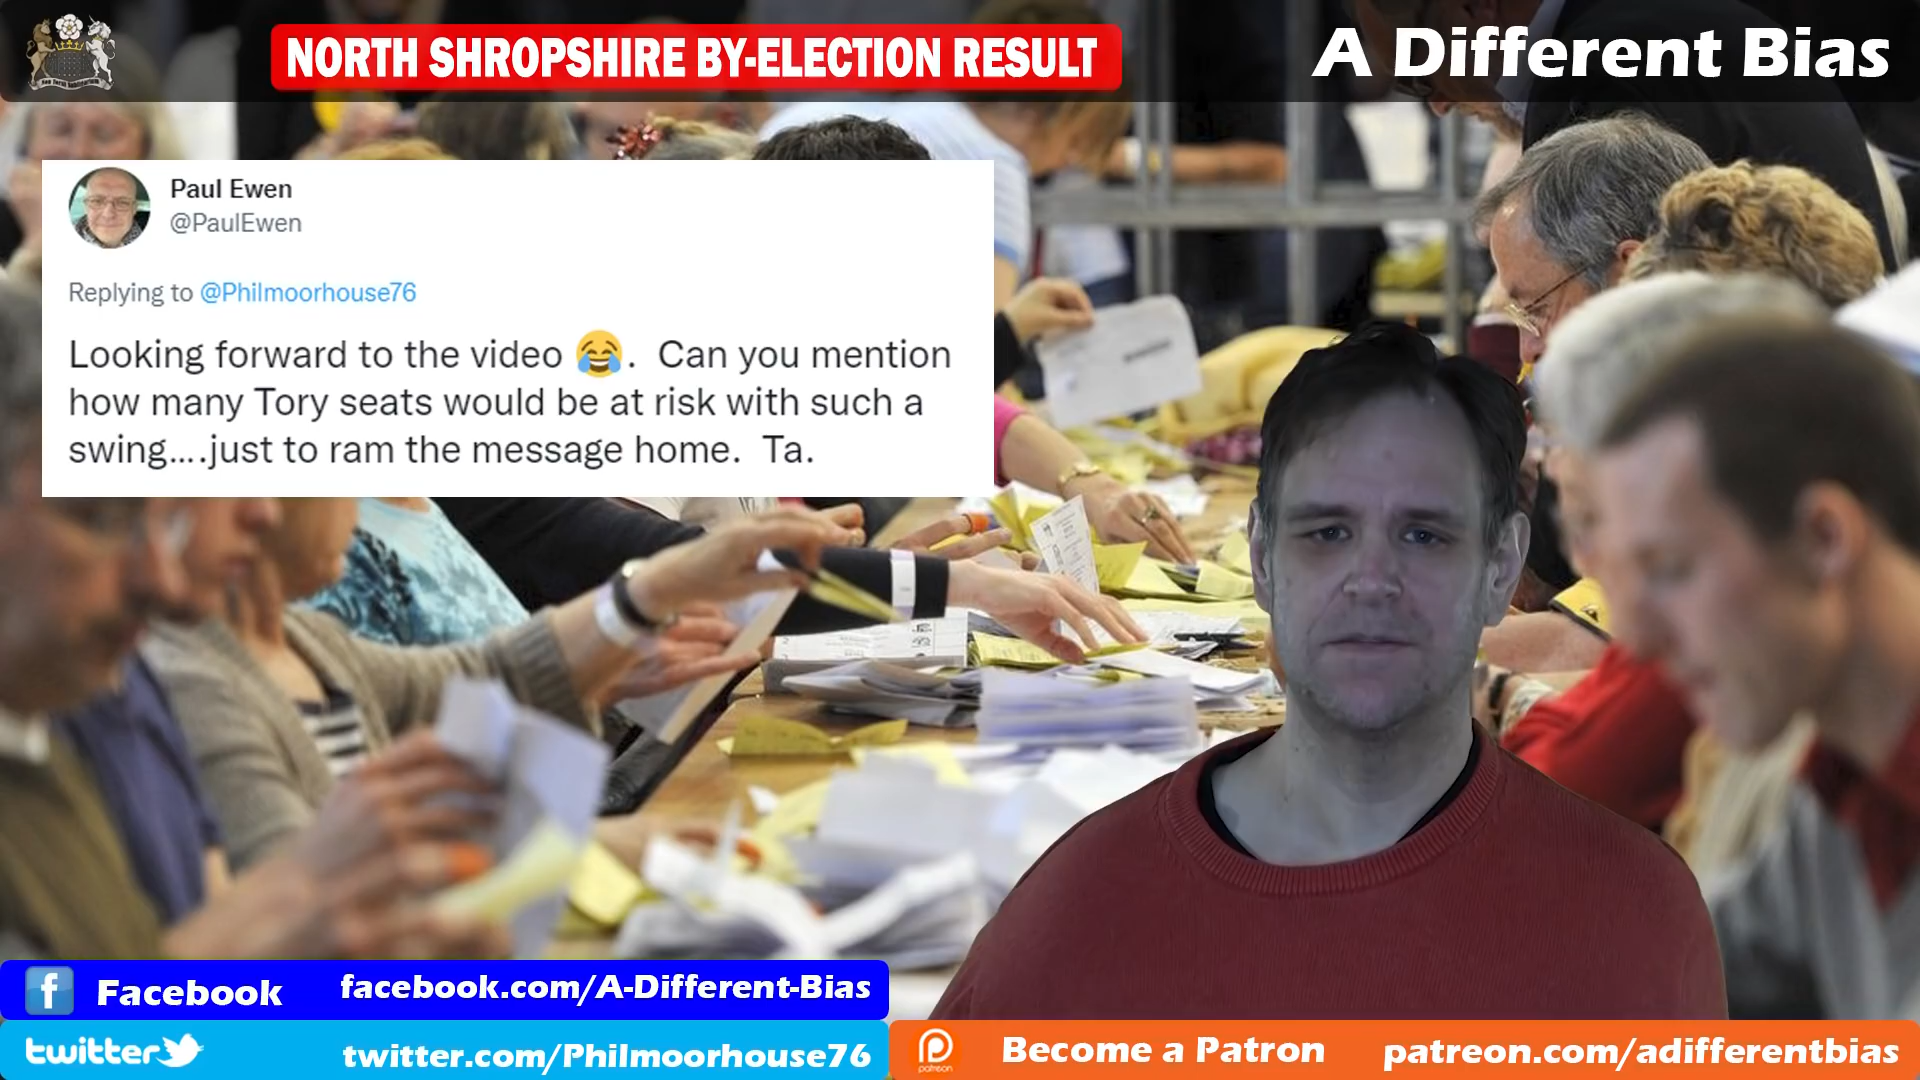 NORTH SHROPSHIRE BY-ELECTION RESULT
A Different Bias
Paul Ewen
@PaulEwen
Replying to @Philmoorhouse76
Looking forward to the video 😂. Can you mention
how many Tory seats would be at risk with such a
swing....just to ram the message home. Ta.
Facebook
facebook.com/A-Different-Bias
twitter
twitter.com/Philmoorhouse76
patreon
Become a Patron
patreon.com/adifferentbias